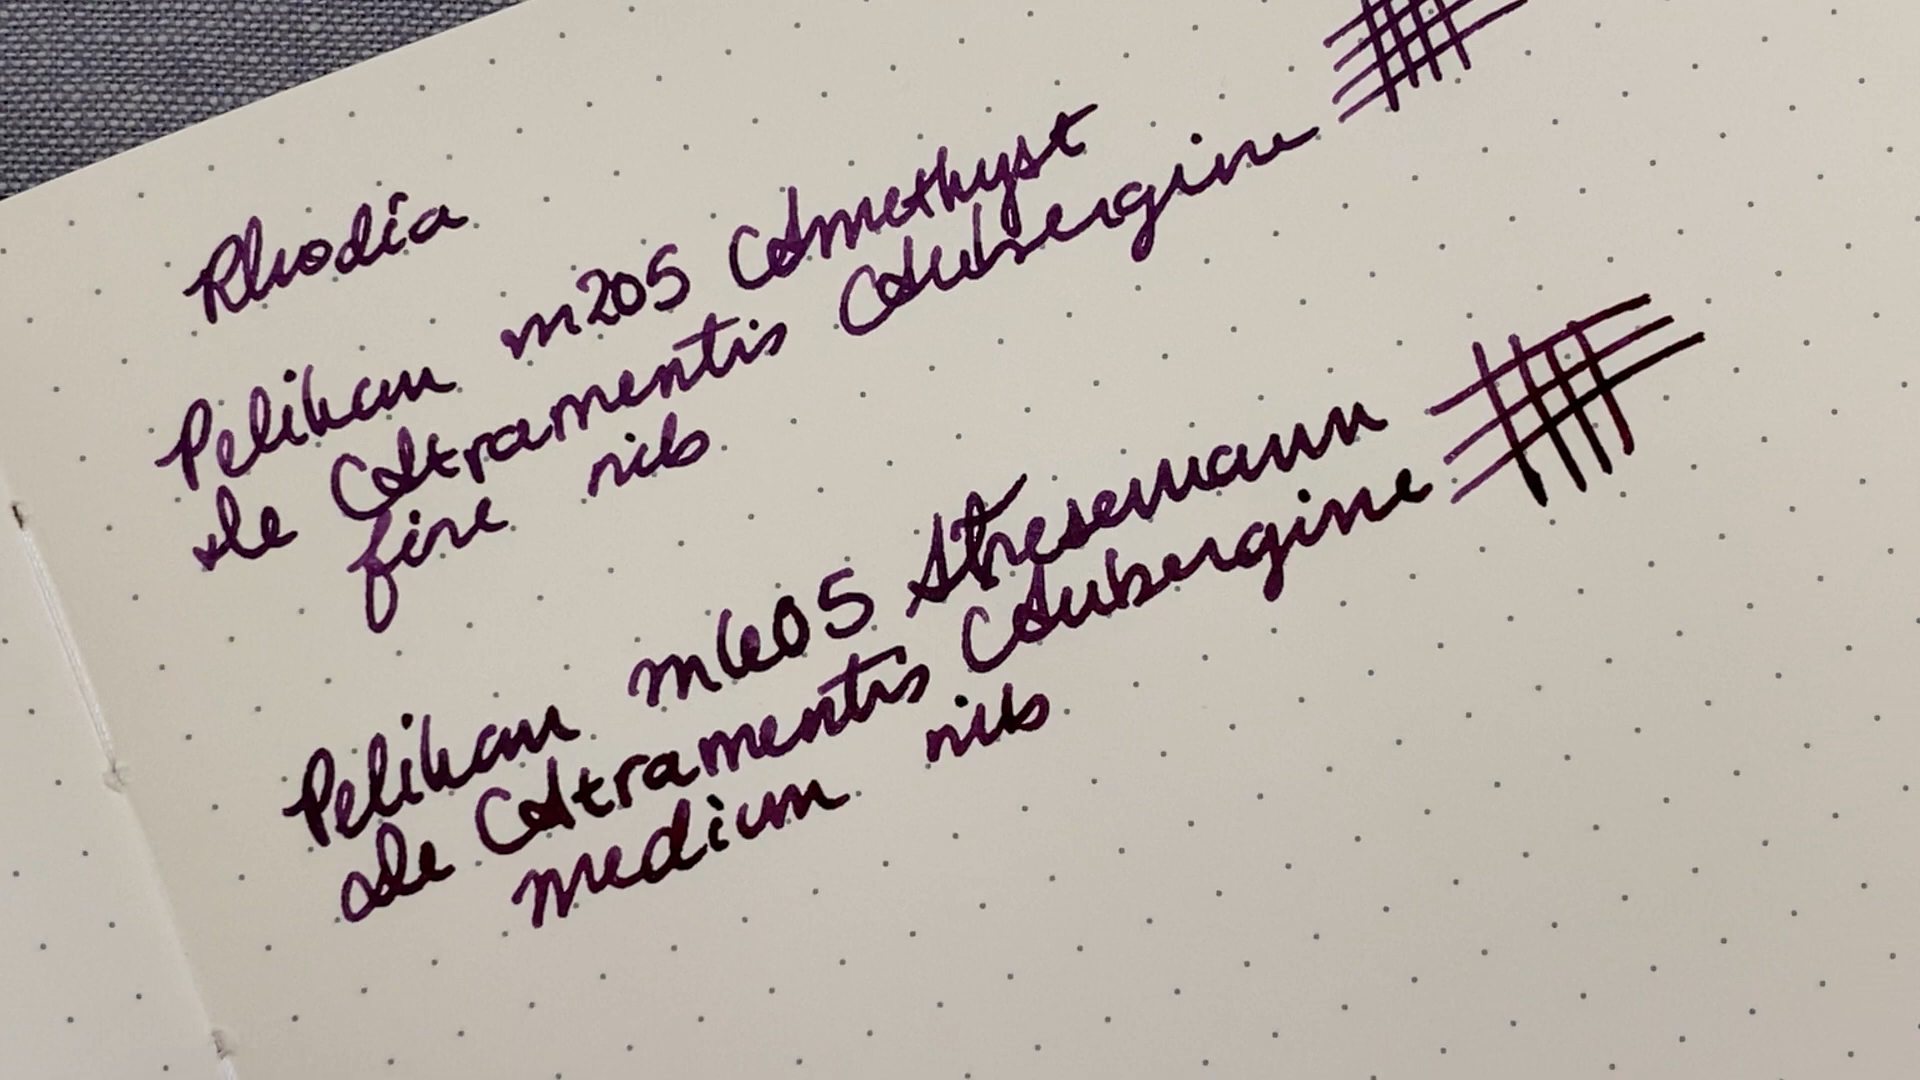 Rhodia
Pelikan m205 Amethyst
de Atramentis Aubergine
fine nib
Pelikan m605 Stresemann
de Atramentis Aubergine
medium nib